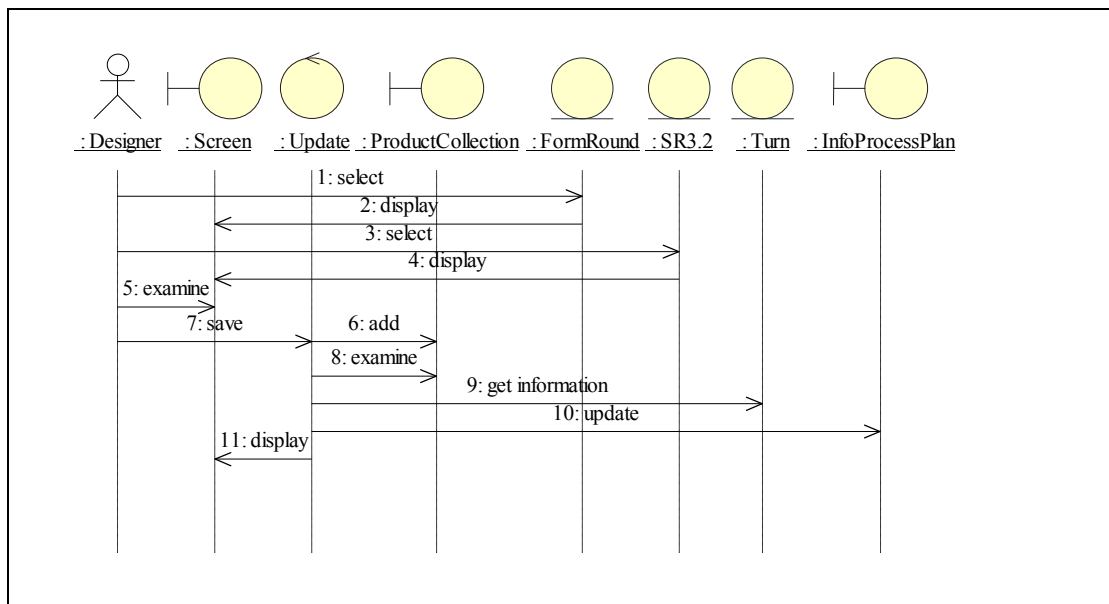 : Designer : Screen : Update : ProductCollection : FormRound : SR3.2 : Turn : InfoProcessPlan
1: select
2: display
3: select
4: display
5: examine
7: save 6: add
8: examine
9: get information
10: update
11: display